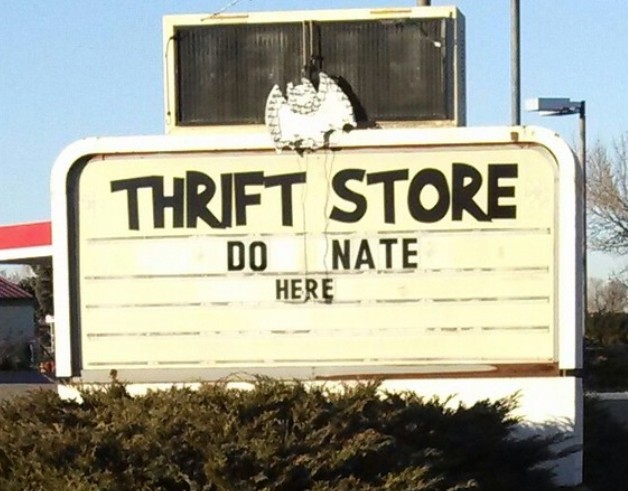 THRIFT STORE
DO NATE
HERE